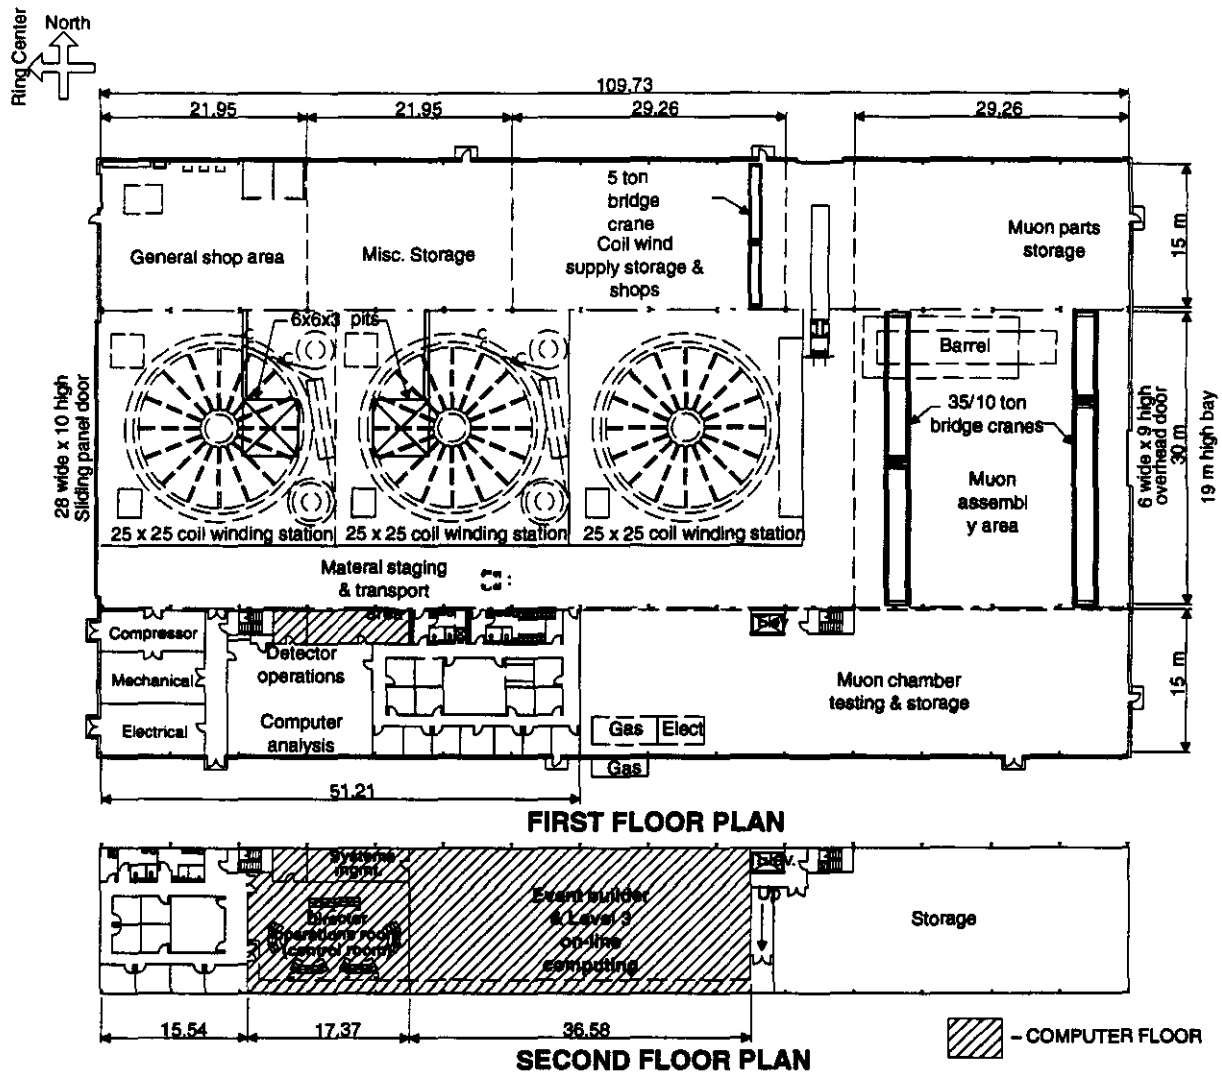 North
Ring Center
109.73
21.95
21.95
29.26
29.26
5 ton
bridge
crane
Coil wind
supply storage &
shops
General shop area
Misc. Storage
Muon parts
storage
15 m
6x6x3 pits
Barrel
35/10 ton
bridge cranes
Muon
assembl
y area
28 wide x 10 high
Sliding panel door
6 wide x 9 high
overhead door
30 m
19 m high bay
25 x 25 coil winding station
25 x 25 coil winding station
25 x 25 coil winding station
Materal staging
& transport
area
Compressor
Mechanical
Electrical
Detector
operations
Computer
analysis
Elev.
Muon chamber
testing & storage
15 m
Gas
Elect
Gas
51.21
FIRST FLOOR PLAN
Systems
mgmt.
Event builder
& Level 3
on-line
computing
operations room
(control room)
Elev.
Storage
15.54
17.37
36.58
SECOND FLOOR PLAN
- COMPUTER FLOOR